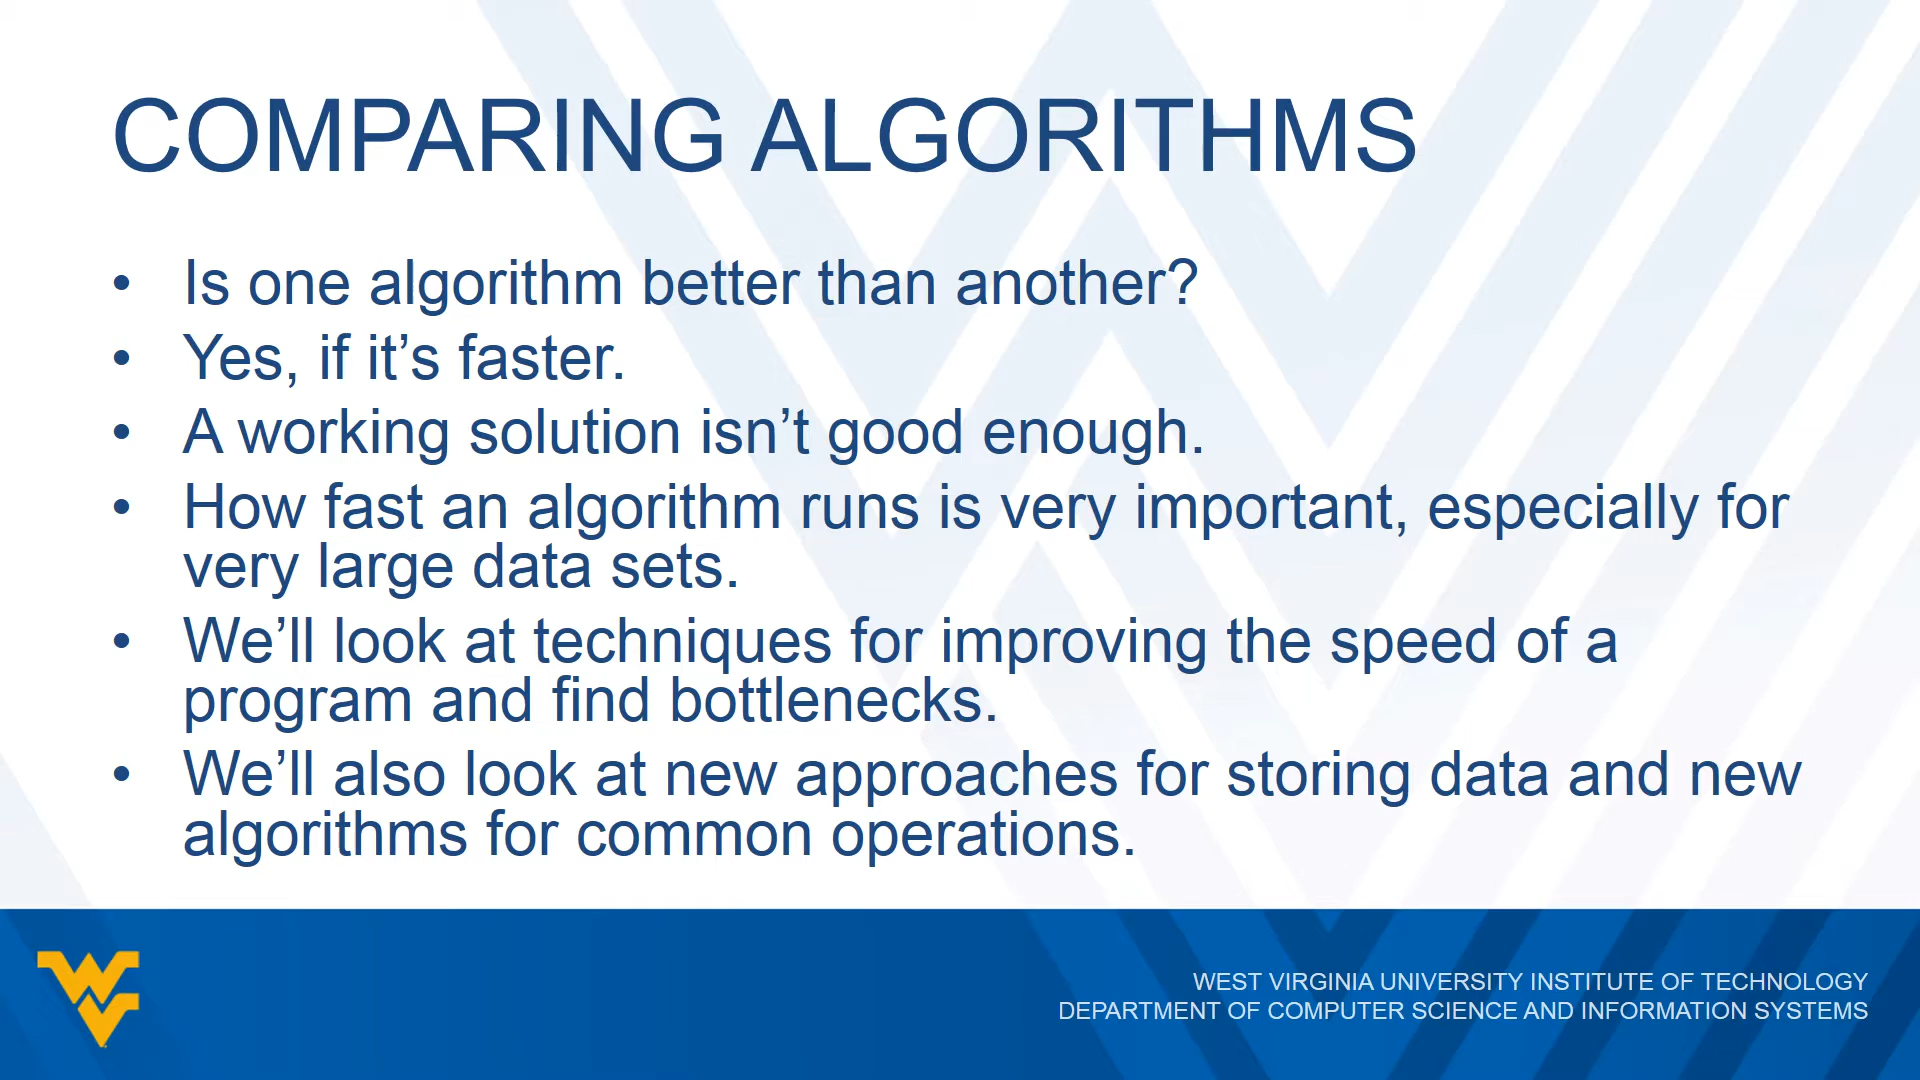 COMPARING ALGORITHMS
• Is one algorithm better than another?
• Yes, if it’s faster.
• A working solution isn’t good enough.
• How fast an algorithm runs is very important, especially for
very large data sets.
• We’ll look at techniques for improving the speed of a
program and find bottlenecks.
• We’ll also look at new approaches for storing data and new
algorithms for common operations.
WEST VIRGINIA UNIVERSITY INSTITUTE OF TECHNOLOGY
DEPARTMENT OF COMPUTER SCIENCE AND INFORMATION SYSTEMS